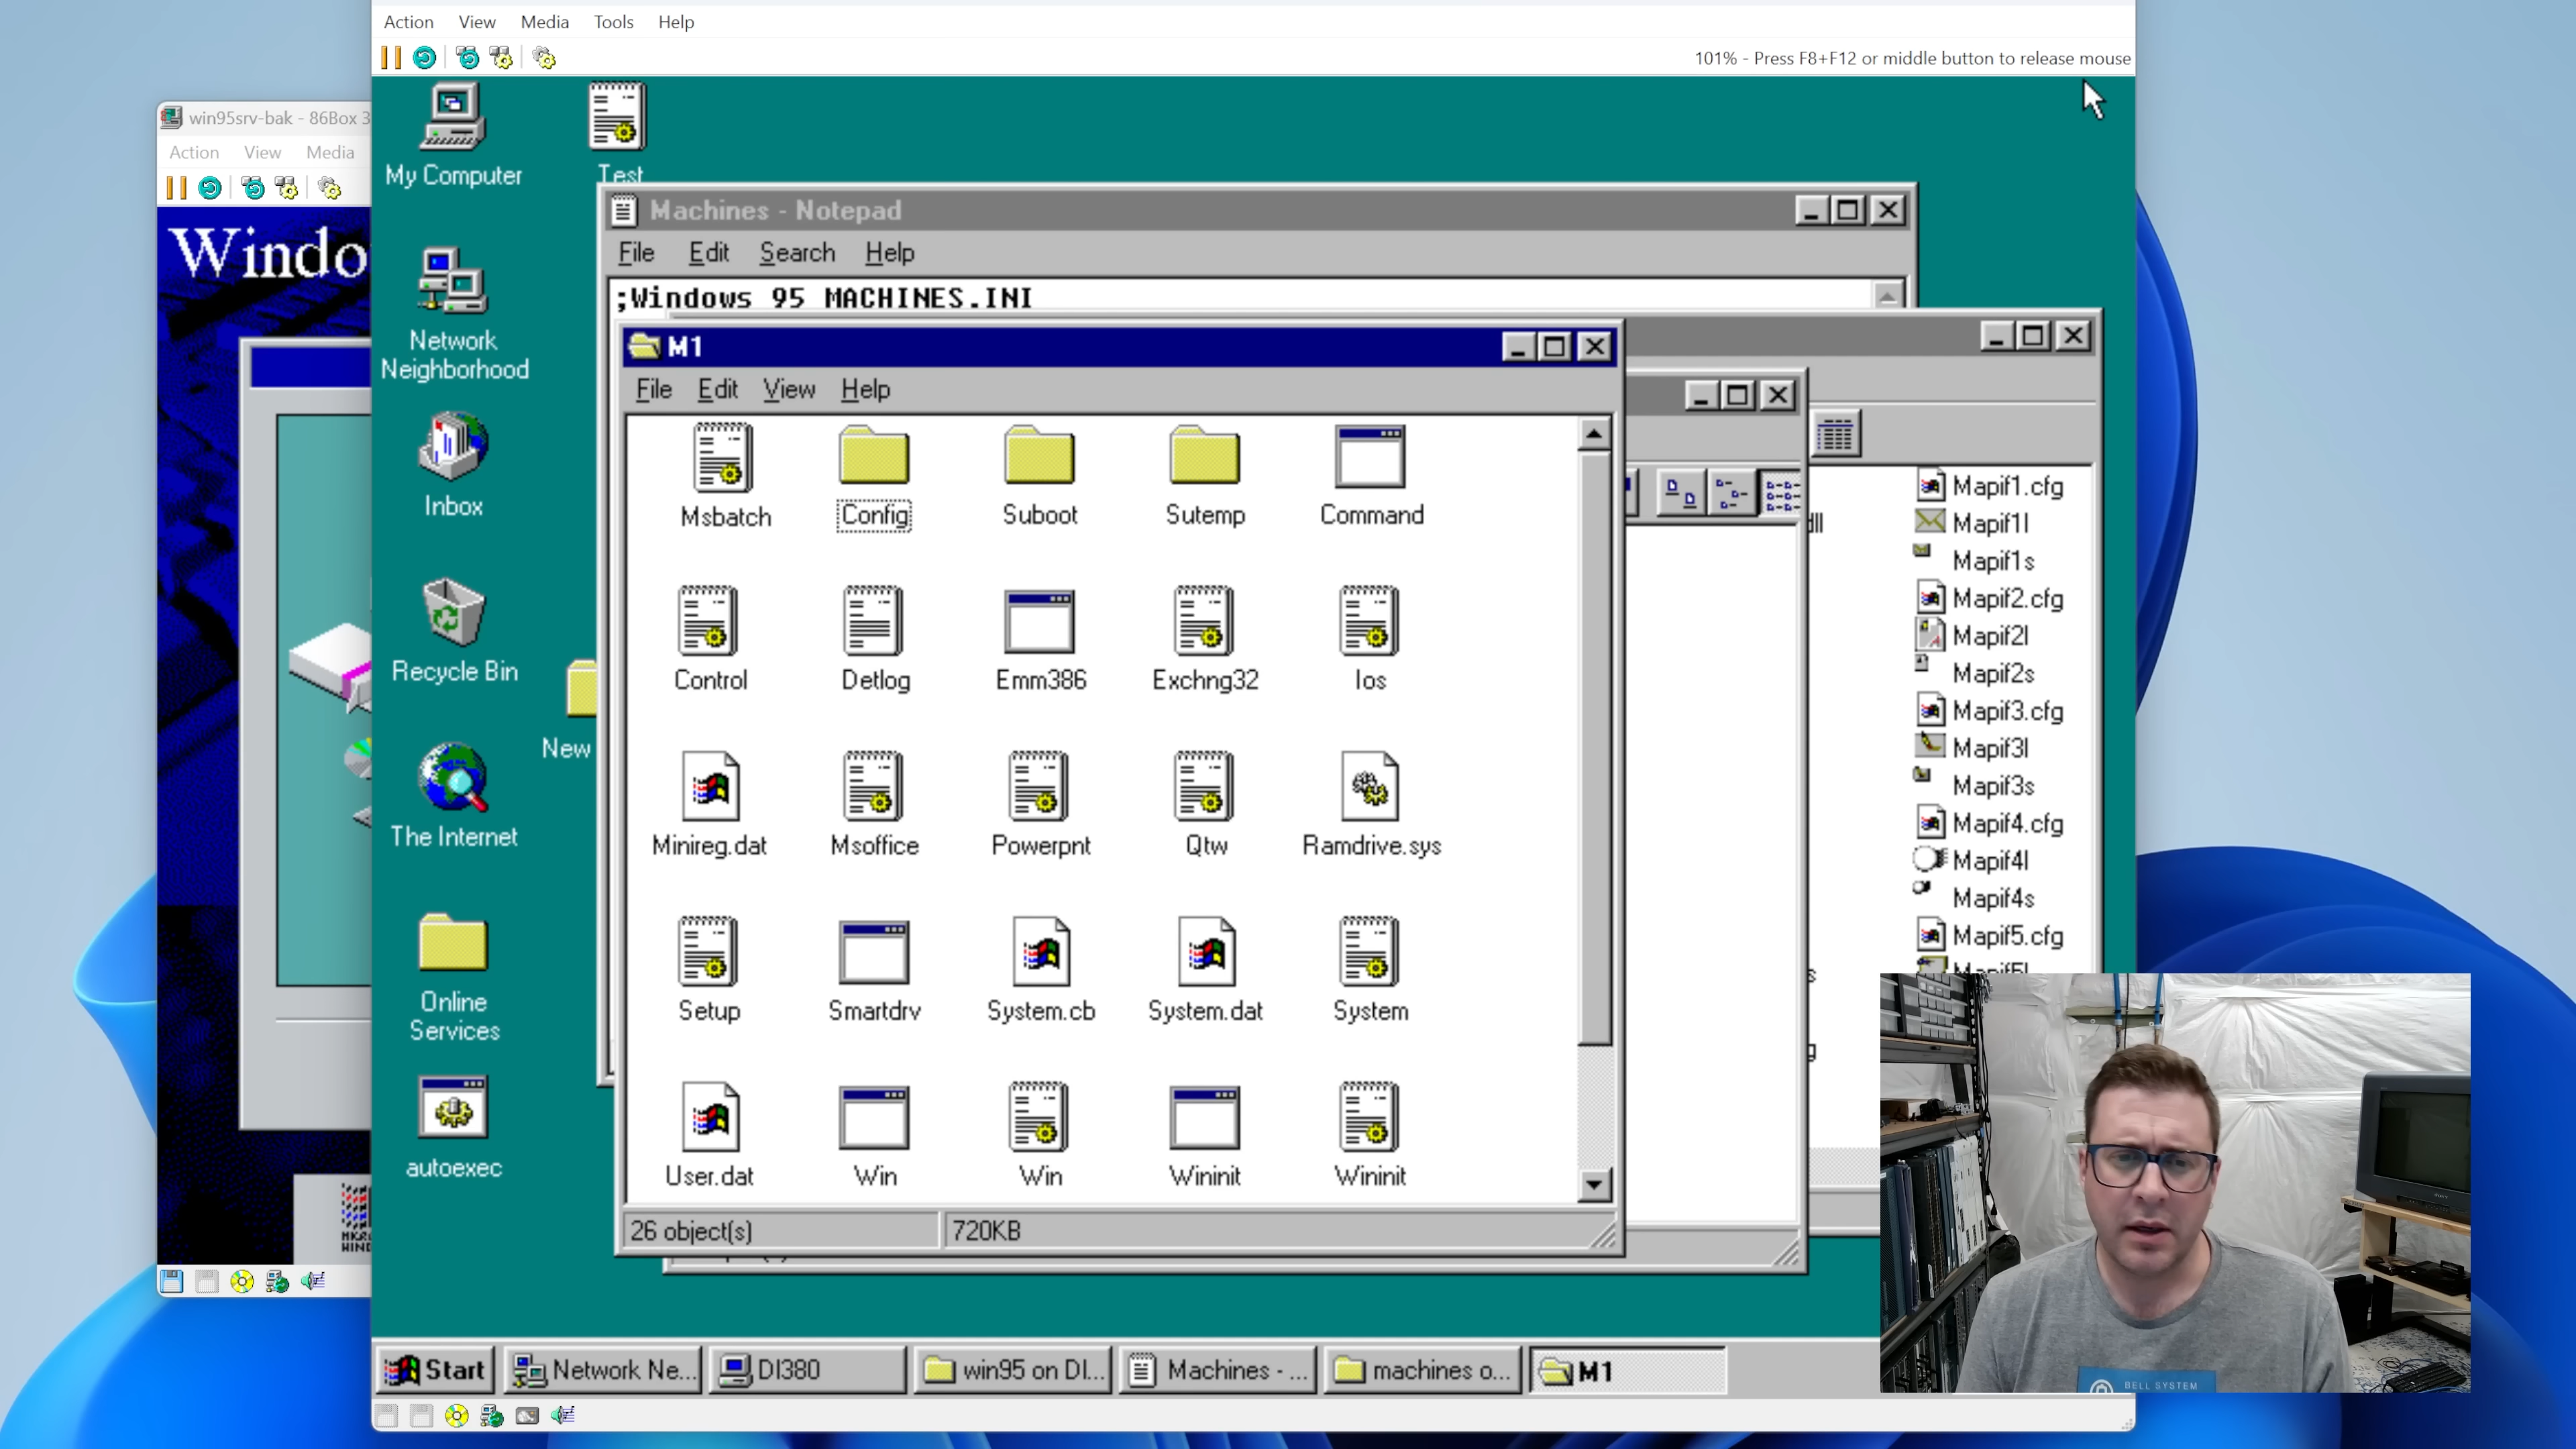 Action View Media Tools Help
101% - Press F8+F12 or middle button to release mouse
win95srv-bak - 86Box 3
Action View Media
Windo
My Computer
Test
Network
Neighborhood
Inbox
Recycle Bin
New
The Internet
Online
Services
autoexec
Machines - Notepad
File Edit Search Help
;Windows 95 MACHINES.INI
M1
File Edit View Help
Msbatch Config Suboot Sutemp Command
Control Detlog Emm386 Exchng32 Ios
Minireg.dat Msoffice Powerpnt Qtw Ramdrive.sys
Setup Smartdrv System.cb System.dat System
User.dat Win Win Wininit Wininit
26 object(s) 720KB
Mapif1.cfg
Mapif1l
Mapif1s
Mapif2.cfg
Mapif2l
Mapif2s
Mapif3.cfg
Mapif3l
Mapif3s
Mapif4.cfg
Mapif4l
Mapif4s
Mapif5.cfg
Mapif5l
Start Network Ne... DI380 win95 on DI... Machines - ... machines o... M1
BELL SYSTEM